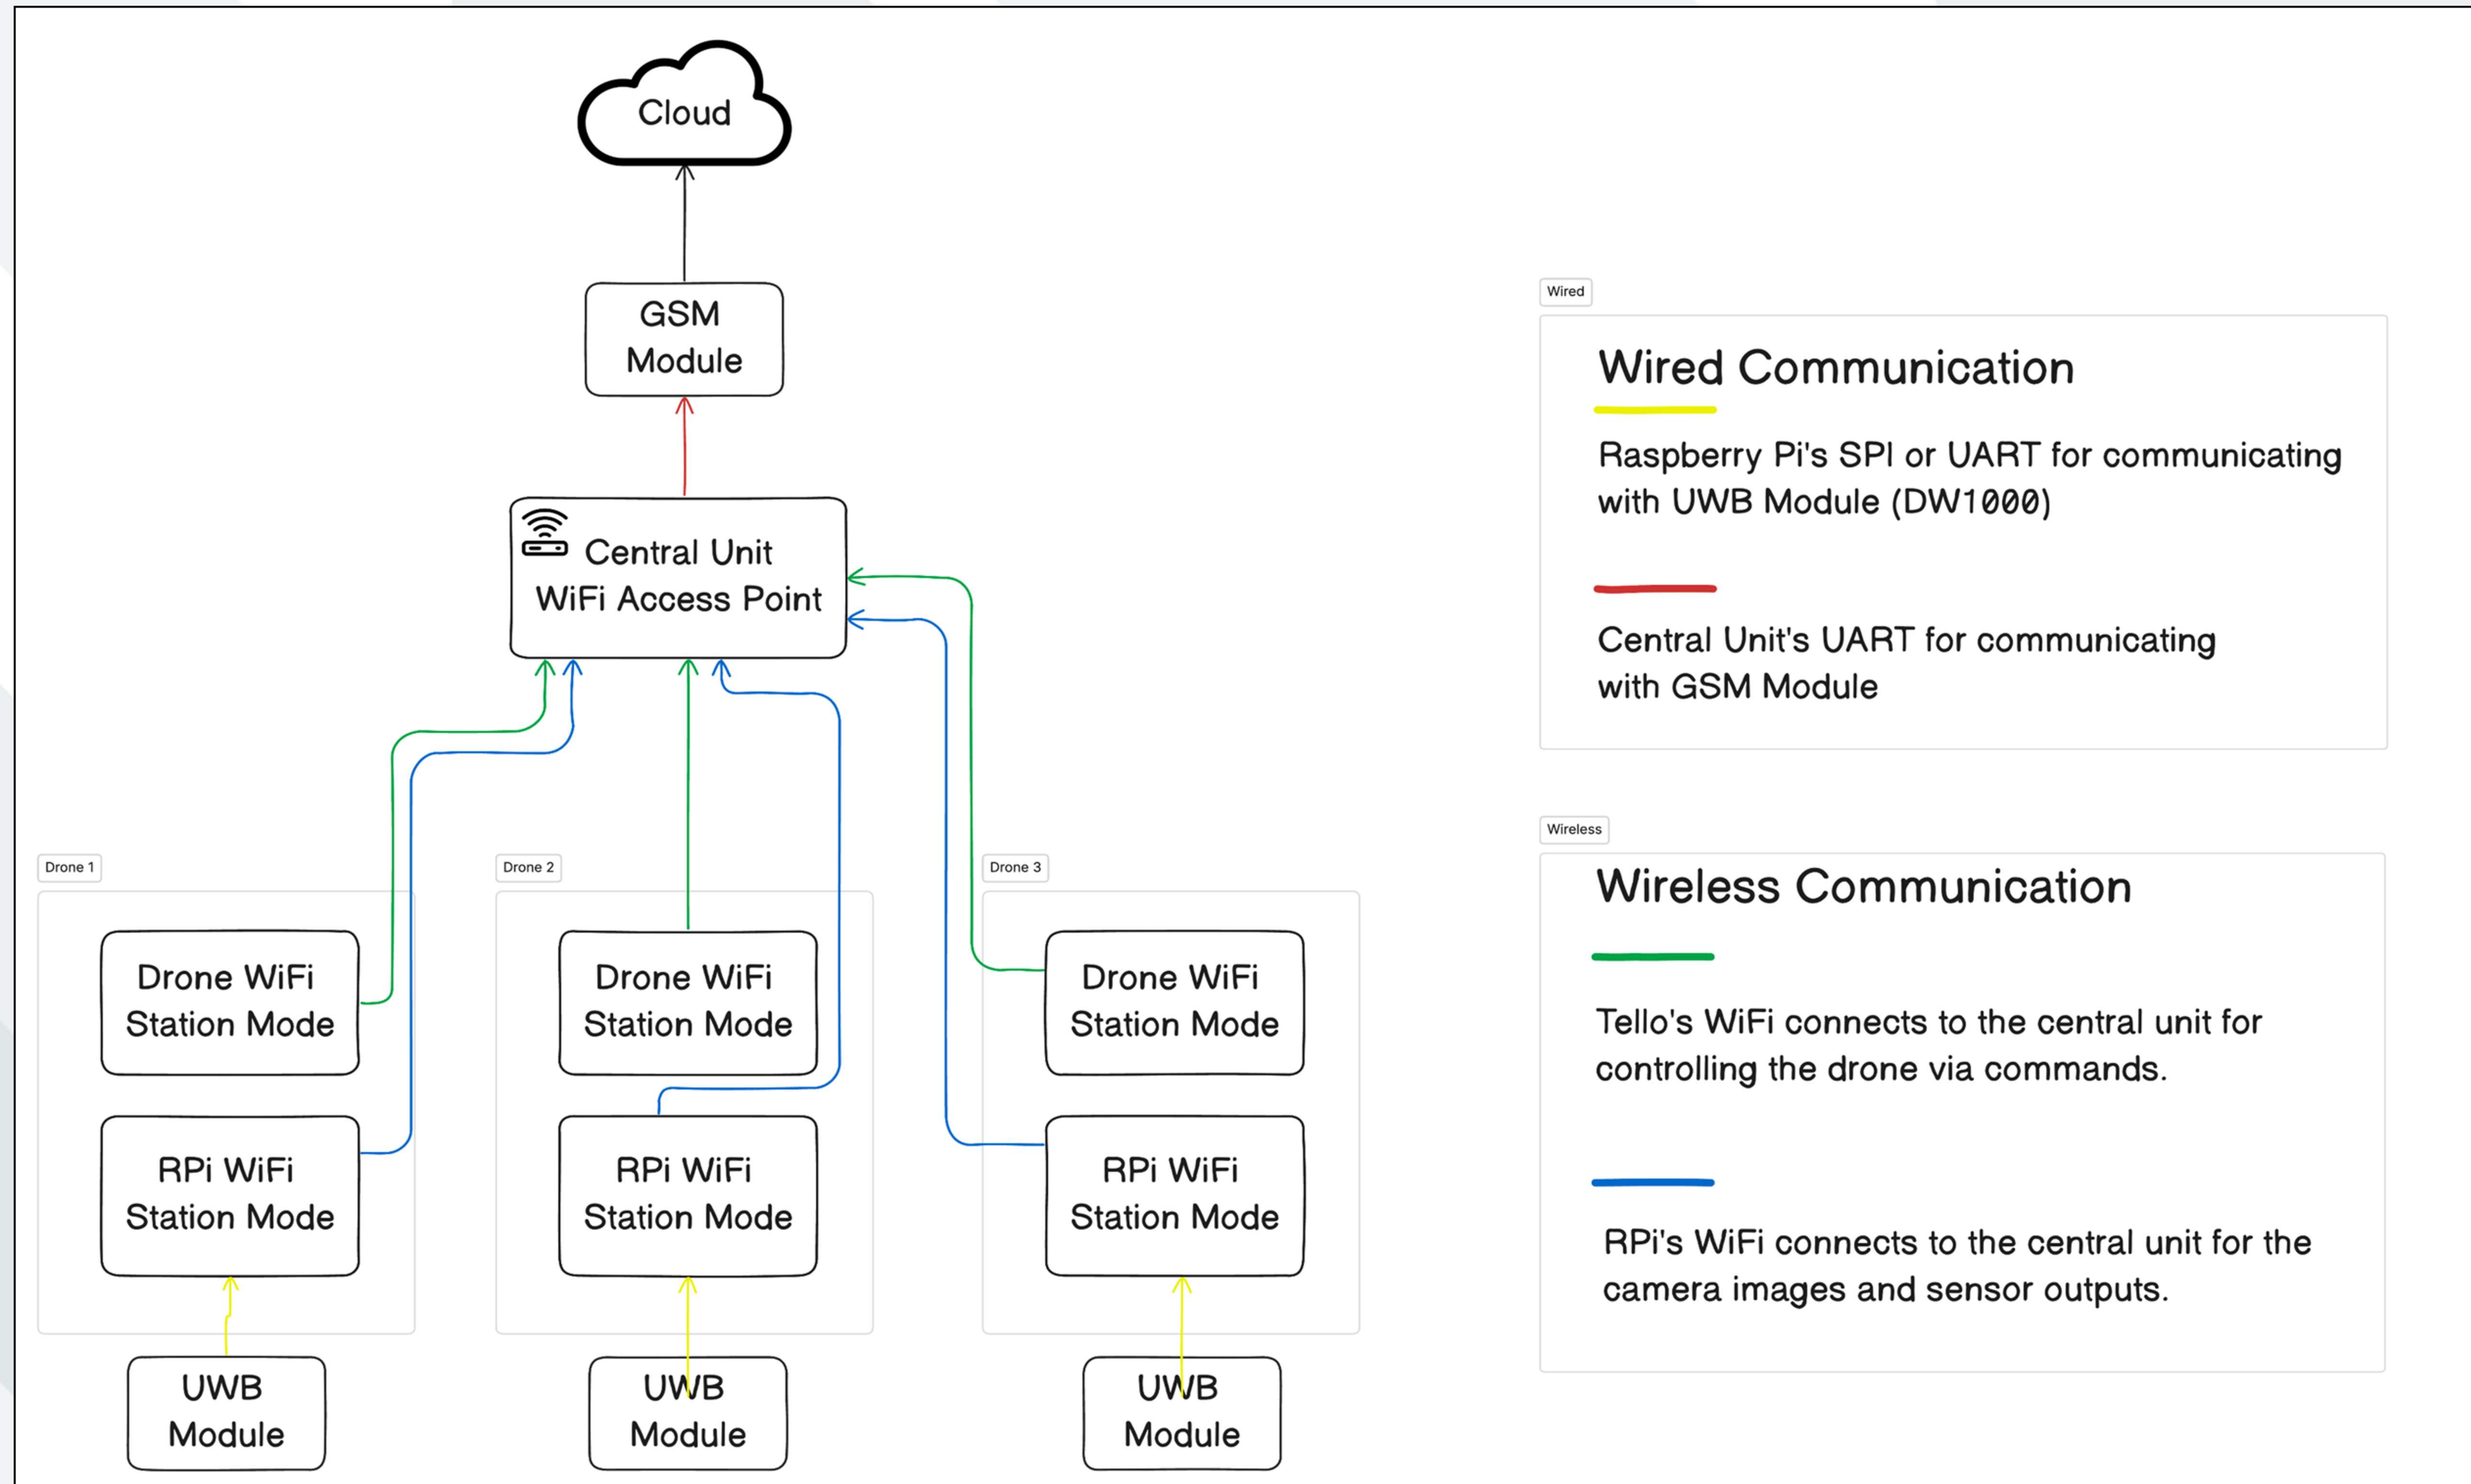 Cloud
GSM
Module
Central Unit
WiFi Access Point
Drone 1
Drone WiFi
Station Mode
RPi WiFi
Station Mode
UWB
Module
Drone 2
Drone WiFi
Station Mode
RPi WiFi
Station Mode
UWB
Module
Drone 3
Drone WiFi
Station Mode
RPi WiFi
Station Mode
UWB
Module
Wired
Wired Communication
Raspberry Pi's SPI or UART for communicating
with UWB Module (DW1000)
Central Unit's UART for communicating
with GSM Module
Wireless
Wireless Communication
Tello's WiFi connects to the central unit for
controlling the drone via commands.
RPi's WiFi connects to the central unit for the
camera images and sensor outputs.